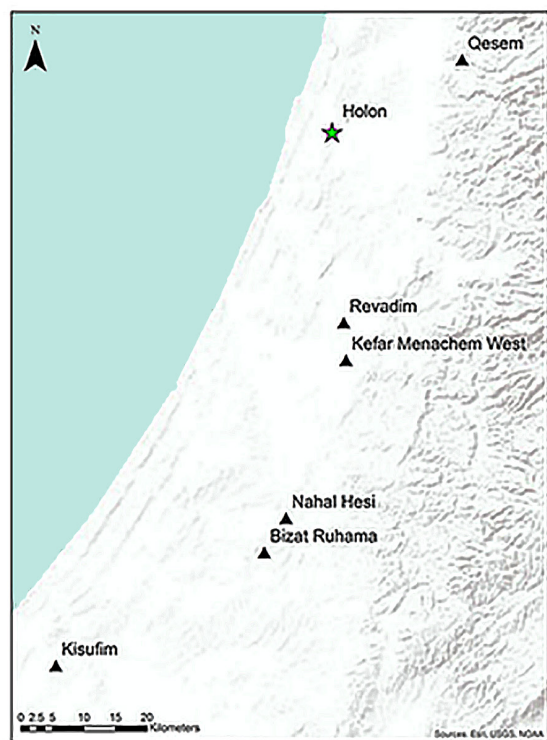 N
Qesem
Holon
Revadim
Kefar Menachem West
Nahal Hesi
Bizat Ruhama
Kisufim
0 2.5 5 10 15 20
Kilometers
Sources: Esri, USGS, NOAA